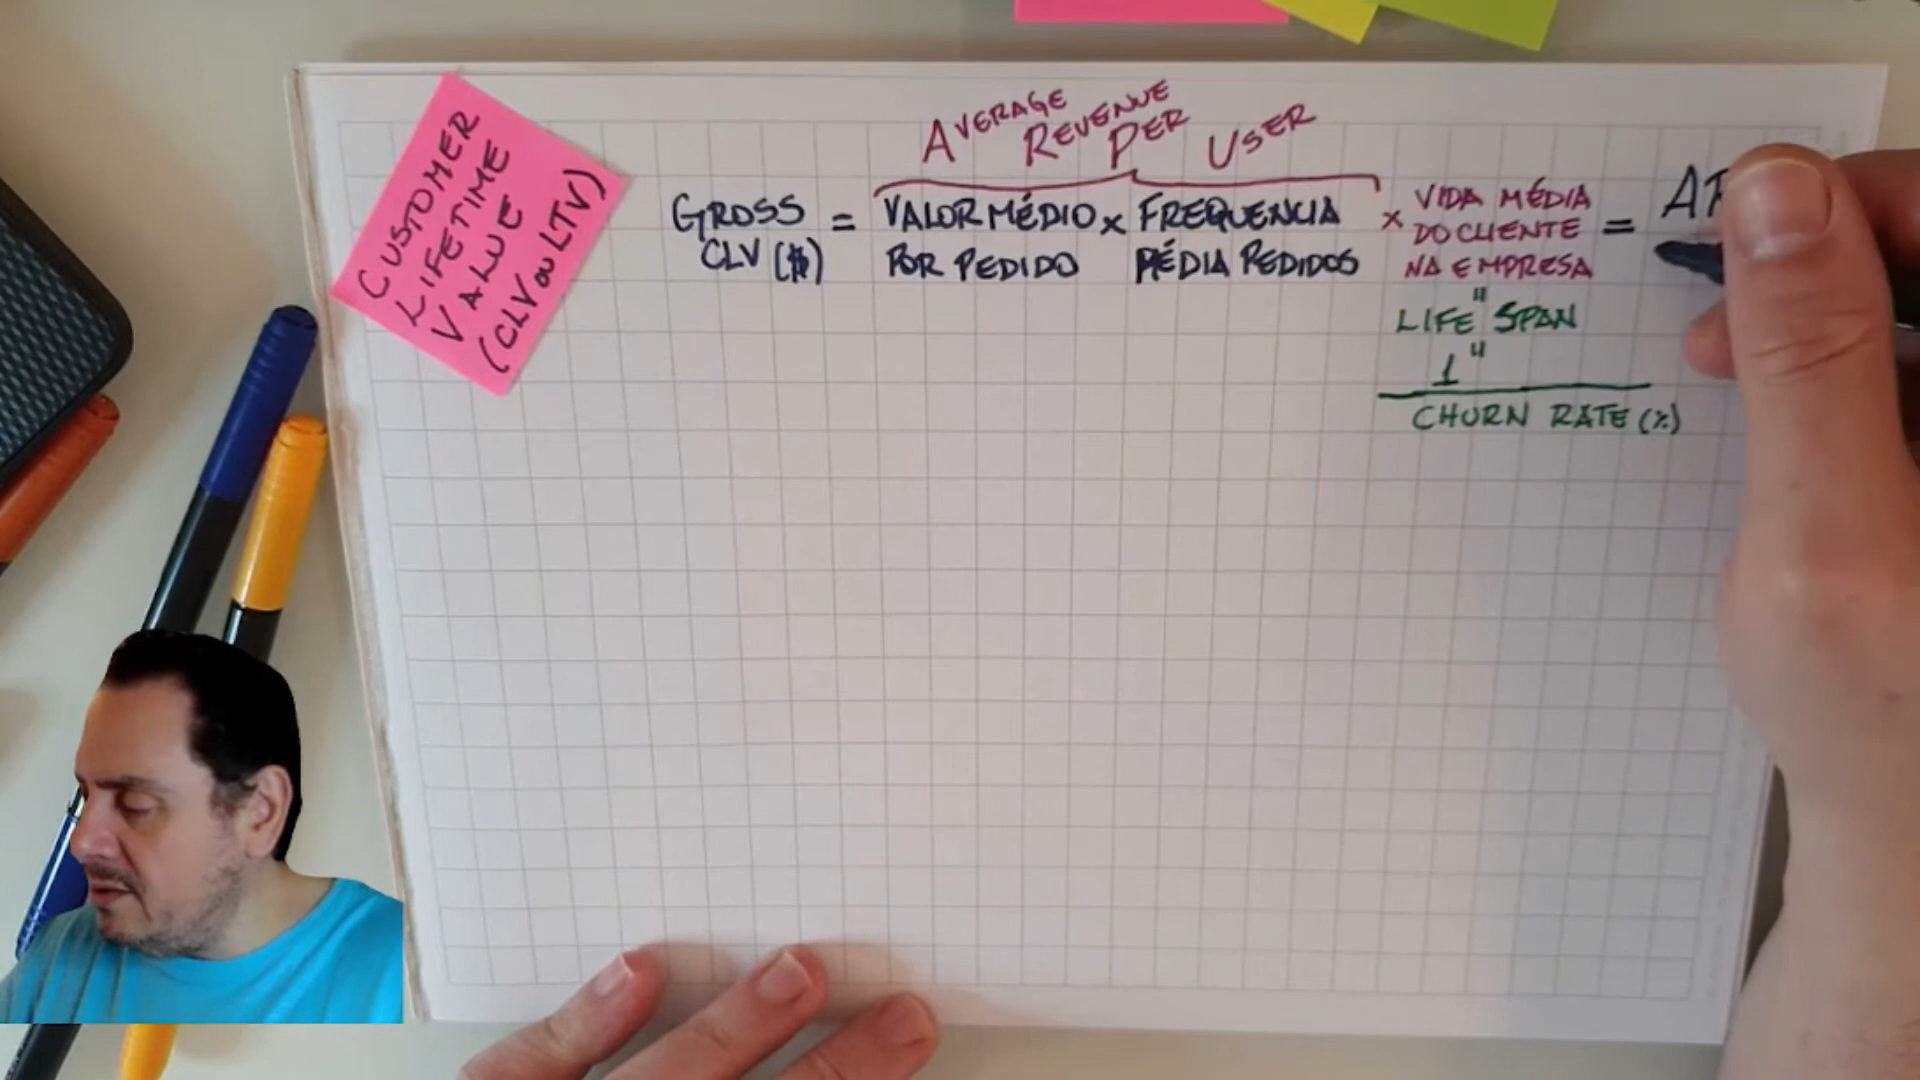 CUSTOMER
LIFETIME
VALUE
(CLV ou LTV)
AVERAGE
REVENUE
PER USER
GROSS
CLV ($)
=
VALOR MÉDIO
POR PEDIDO
x
FREQUENCIA
MÉDIA PEDIDOS
x
VIDA MÉDIA
DO CLIENTE
NA EMPRESA
=
"
LIFE SPAN
"
1
CHURN RATE (%)